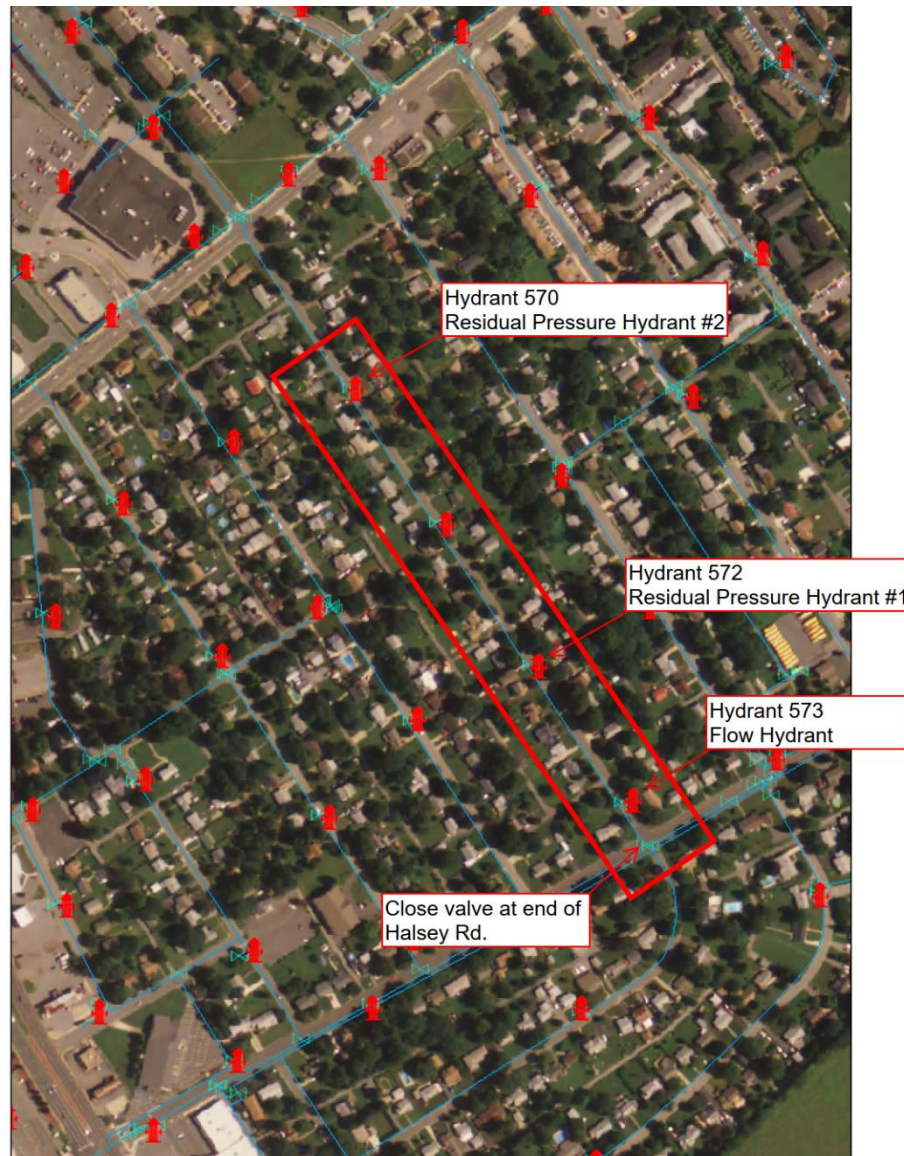 Hydrant 570
Residual Pressure Hydrant #2
Hydrant 572
Residual Pressure Hydrant #1
Hydrant 573
Flow Hydrant
Close valve at end of
Halsey Rd.